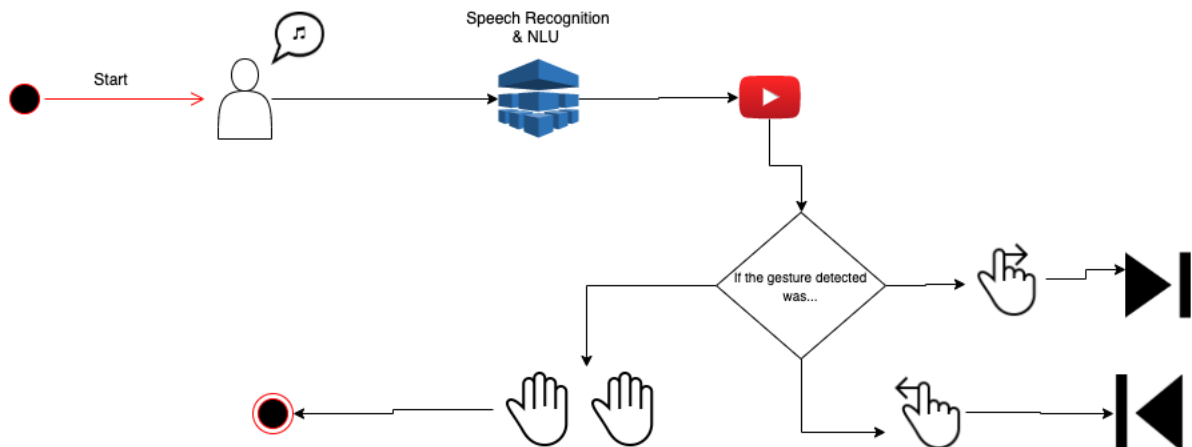 Speech Recognition
& NLU
Start
If the gesture detected
was...